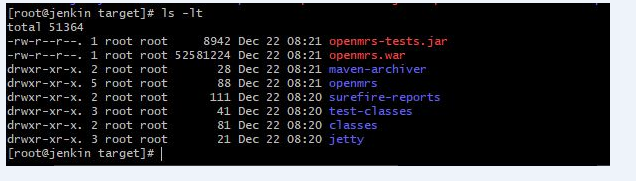 [root@jenkin target]# ls -lt
total 51364
-rw-r--r--. 1 root root     8942 Dec 22 08:21 openmrs-tests.jar
-rw-r--r--. 1 root root 52581224 Dec 22 08:21 openmrs.war
drwxr-xr-x. 2 root root       28 Dec 22 08:21 maven-archiver
drwxr-xr-x. 5 root root       88 Dec 22 08:21 openmrs
drwxr-xr-x. 2 root root      111 Dec 22 08:20 surefire-reports
drwxr-xr-x. 3 root root       41 Dec 22 08:20 test-classes
drwxr-xr-x. 2 root root       81 Dec 22 08:20 classes
drwxr-xr-x. 3 root root       21 Dec 22 08:20 jetty
[root@jenkin target]#